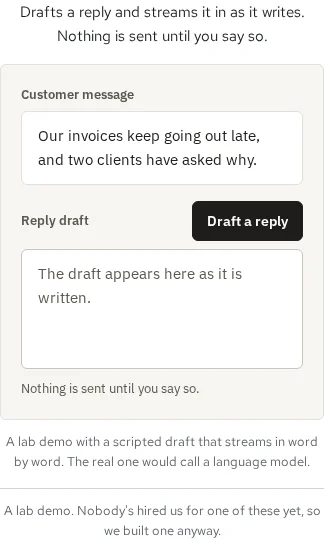 Drafts a reply and streams it in as it writes.
Nothing is sent until you say so.
Customer message
Our invoices keep going out late,
and two clients have asked why.
Reply draft
Draft a reply
The draft appears here as it is
written.
Nothing is sent until you say so.
A lab demo with a scripted draft that streams in word
by word. The real one would call a language model.
A lab demo. Nobody's hired us for one of these yet, so
we built one anyway.